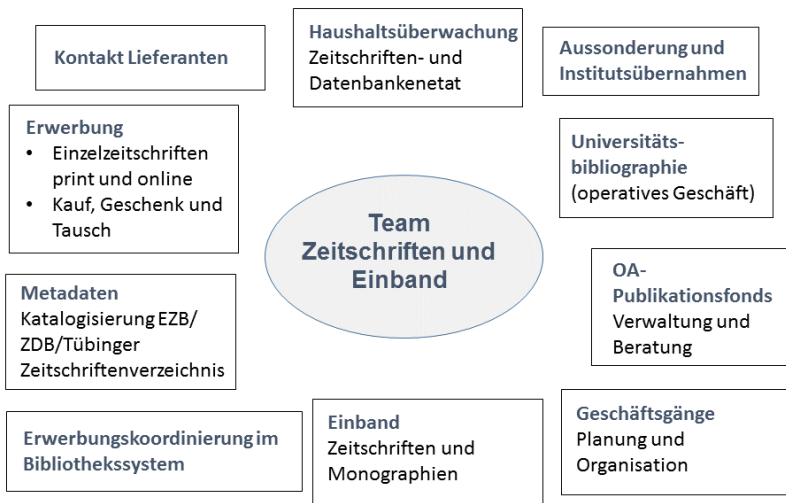 Kontakt Lieferanten
Haushaltsüberwachung
Zeitschriften- und
Datenbankenetat
Aussonderung und
Institutsübernahmen
Erwerbung
• Einzelzeitschriften
print und online
• Kauf, Geschenk und
Tausch
Universitäts-
bibliographie
(operatives Geschäft)
Team
Zeitschriften und
Einband
Metadaten
Katalogisierung EZB/
ZDB/Tübinger
Zeitschriftenverzeichnis
OA-
Publikationsfonds
Verwaltung und
Beratung
Erwerbungskoordinierung im
Bibliothekssystem
Einband
Zeitschriften und
Monographien
Geschäftsgänge
Planung und
Organisation